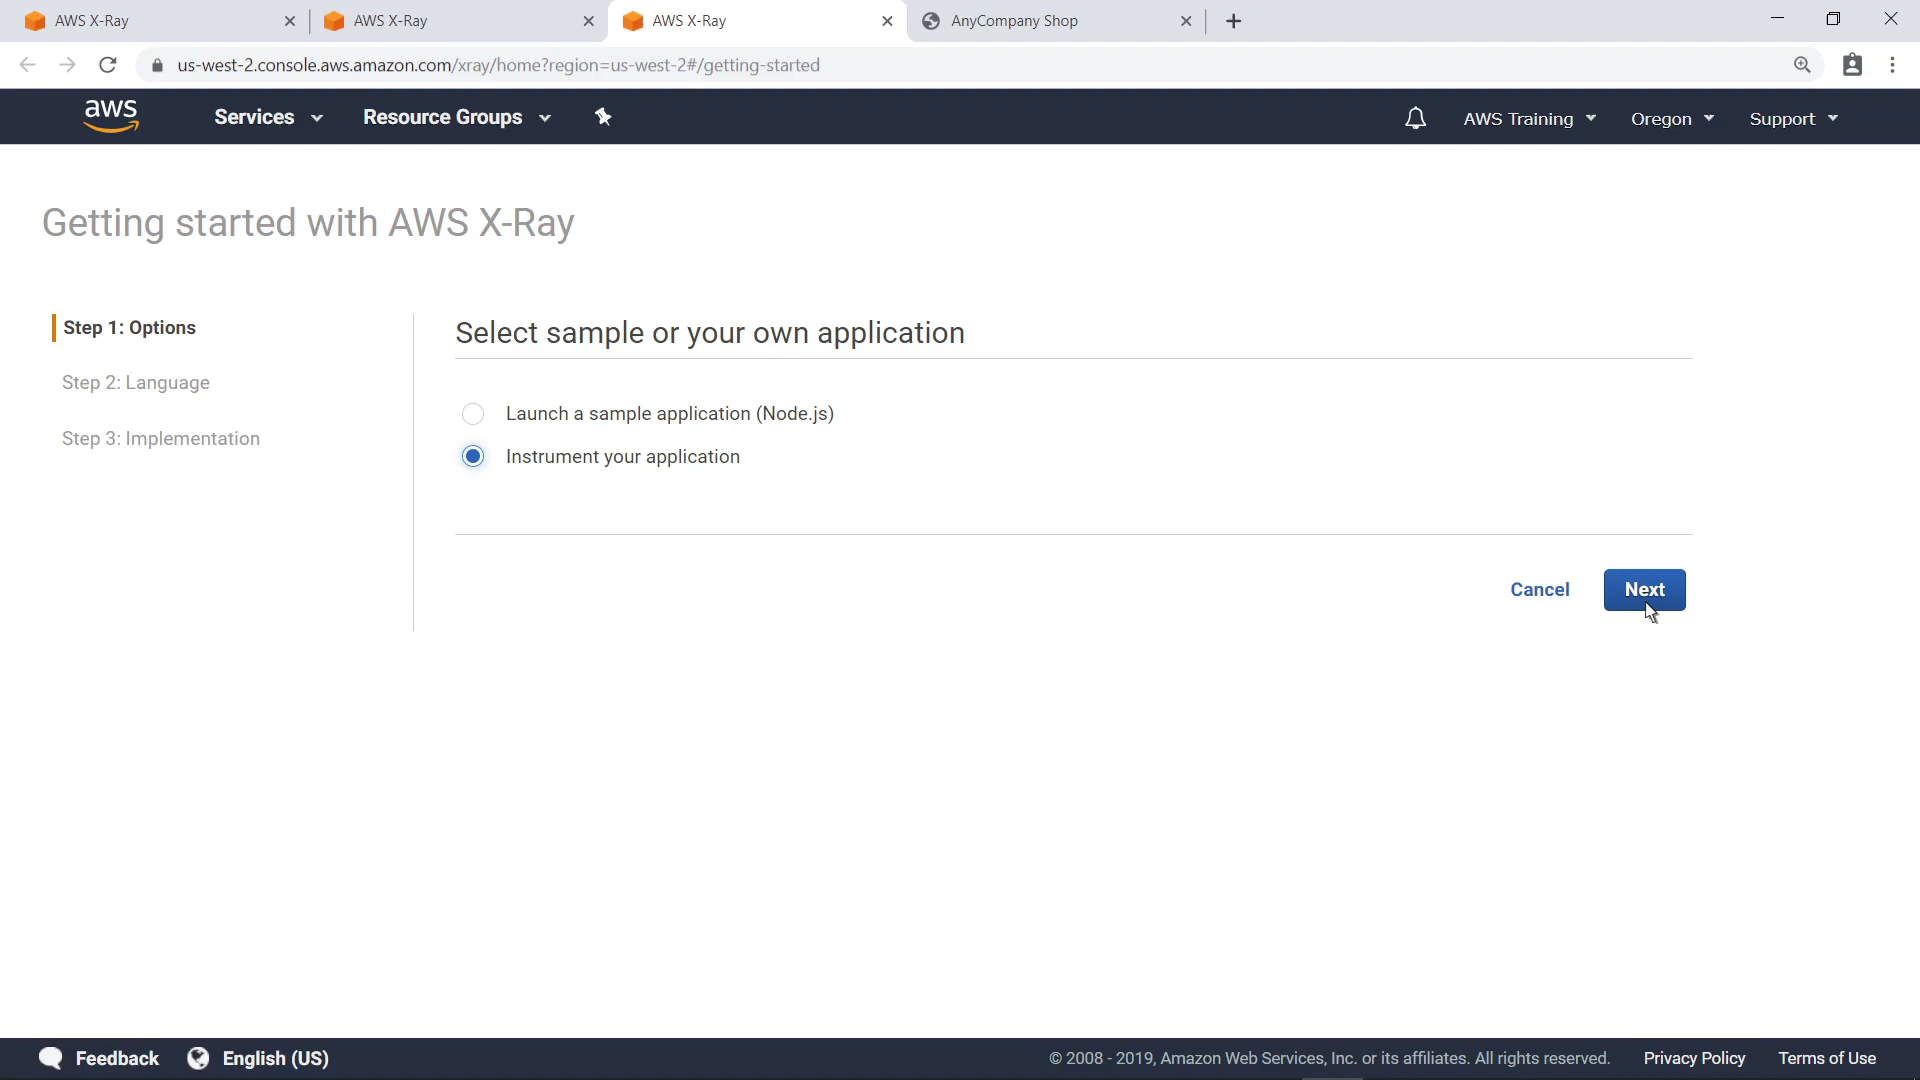 AWS X-Ray
AWS X-Ray
AWS X-Ray
AnyCompany Shop
us-west-2.console.aws.amazon.com/xray/home?region=us-west-2#/getting-started
aws
Services
Resource Groups
AWS Training
Oregon
Support
Getting started with AWS X-Ray
Step 1: Options
Step 2: Language
Step 3: Implementation
Select sample or your own application
Launch a sample application (Node.js)
Instrument your application
Cancel
Next
Feedback
English (US)
© 2008 - 2019, Amazon Web Services, Inc. or its affiliates. All rights reserved.
Privacy Policy
Terms of Use